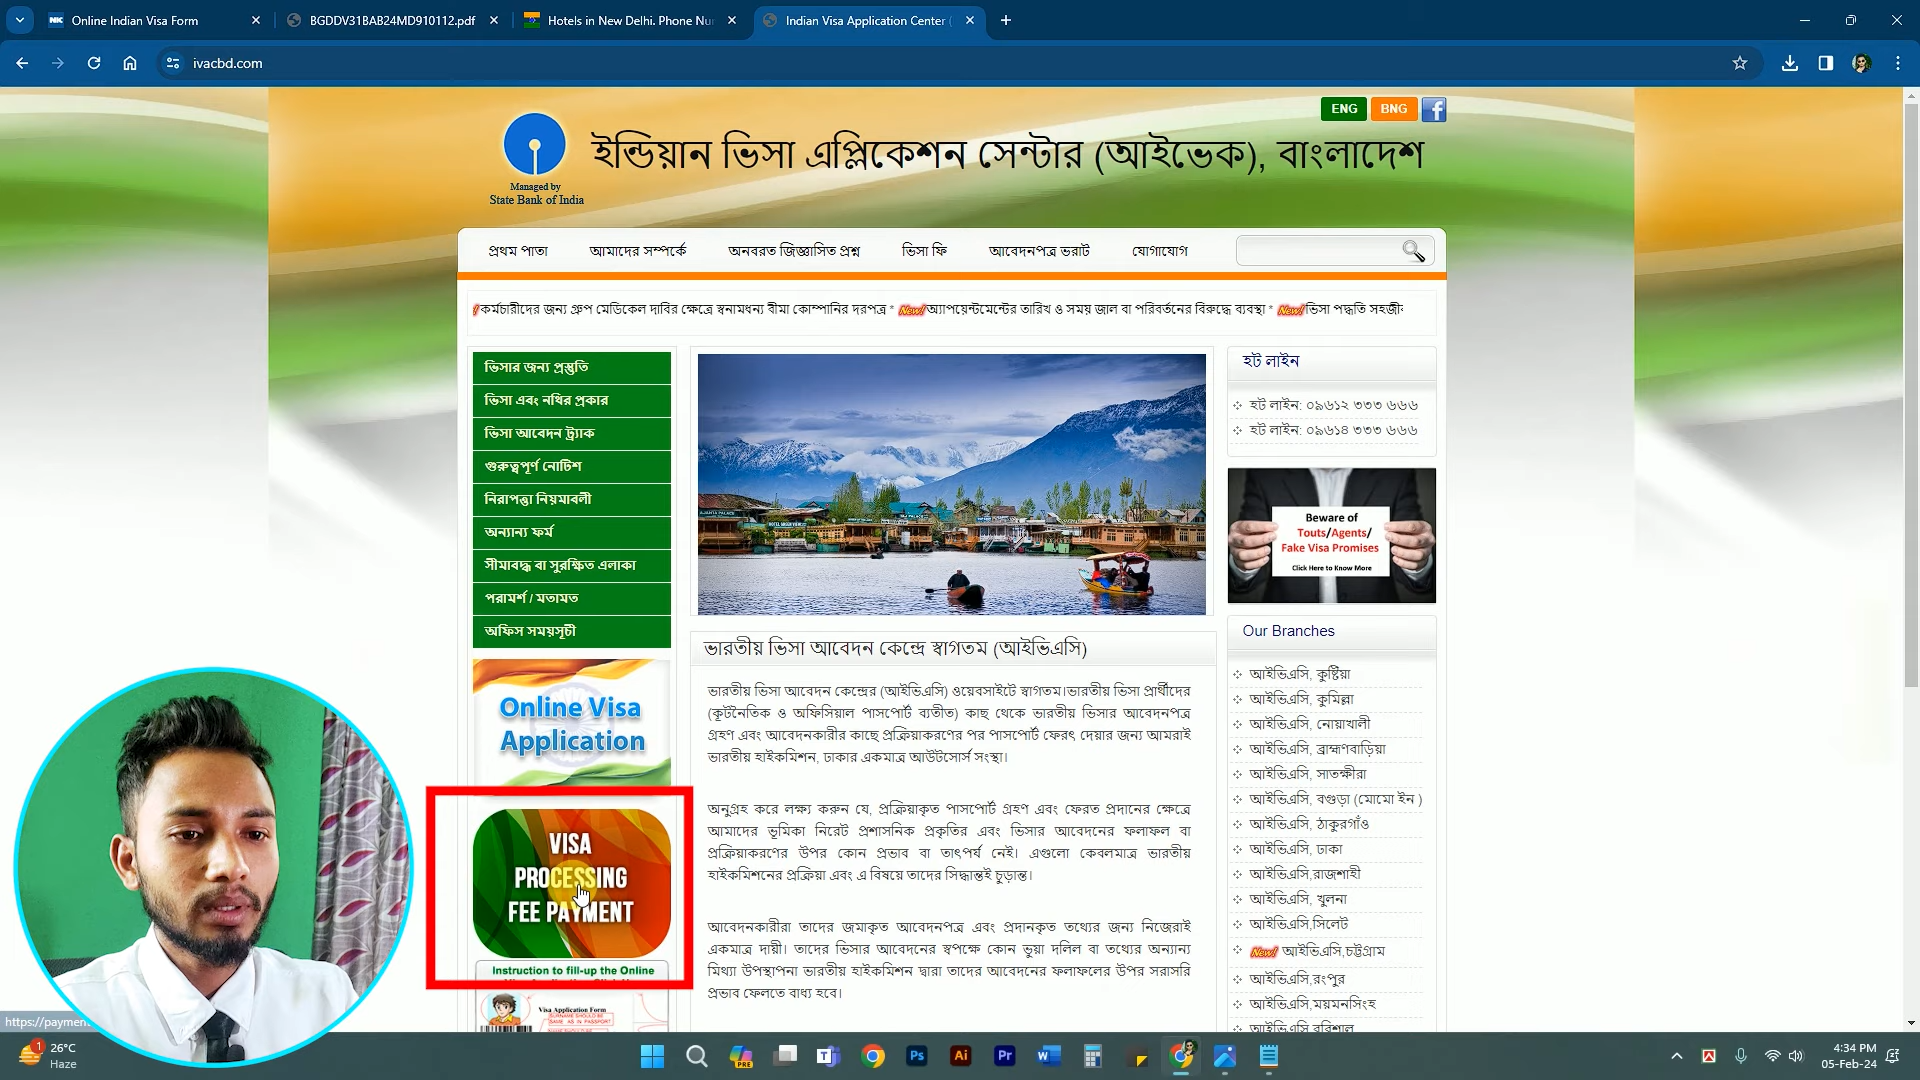 Online Indian Visa Form
BGDDV31BAB24MD910112.pdf
Hotels in New Delhi. Phone Nu
Indian Visa Application Center (
ivacbd.com
ENG
BNG
ইন্ডিয়ান ভিসা এপ্লিকেশন সেন্টার (আইভেক), বাংলাদেশ
Managed by
State Bank of India
প্রথম পাতা
আমাদের সম্পর্কে
অনবরত জিজ্ঞাসিত প্রশ্ন
ভিসা ফি
আবেদনপত্র ভরাট
যোগাযোগ
কর্মচারীদের জন্য গ্রুপ মেডিকেল দাবির ক্ষেত্রে স্বনামধন্য বীমা কোম্পানির দরপত্র * New! অ্যাপয়েন্টমেন্টের তারিখ ও সময় জাল বা পরিবর্তনের বিরুদ্ধে ব্যবস্থা * New! ভিসা পদ্ধতি
ভিসার জন্য প্রস্তুতি
ভিসা এবং নথির প্রকার
ভিসা আবেদন ট্র্যাক
গুরুত্বপূর্ণ নোটিশ
নিরাপত্তা নিয়মাবলী
অন্যান্য ফর্ম
সীমাবদ্ধ বা সুরক্ষিত এলাকা
পরামর্শ / মতামত
অফিস সময়সূচী
Online Visa
Application
VISA
PROCESSING
FEE PAYMENT
Instruction to fill-up the Online
Visa Application Form
ভারতীয় ভিসা আবেদন কেন্দ্রে স্বাগতম (আইভিএসি)
ভারতীয় ভিসা আবেদন কেন্দ্রের (আইভিএসি) ওয়েবসাইটে স্বাগতম।ভারতীয় ভিসা প্রার্থীদের
(কূটনৈতিক ও অফিসিয়াল পাসপোর্ট ব্যতীত) কাছ থেকে ভারতীয় ভিসার আবেদনপত্র
গ্রহণ এবং আবেদনকারীর কাছে প্রক্রিয়াকরণের পর পাসপোর্ট ফেরৎ দেয়ার জন্য আমরাই
ভারতীয় হাইকমিশন, ঢাকার একমাত্র আউটসোর্স সংস্থা।
অনুগ্রহ করে লক্ষ্য করুন যে, প্রক্রিয়াকৃত পাসপোর্ট গ্রহণ এবং ফেরত প্রদানের ক্ষেত্রে
আমাদের ভূমিকা নিরেট প্রশাসনিক প্রকৃতির এবং ভিসার আবেদনের ফলাফল বা
প্রক্রিয়াকরণের উপর কোন প্রভাব বা তাৎপর্য নেই। এগুলো কেবলমাত্র ভারতীয়
হাইকমিশনের প্রক্রিয়া এবং এ বিষয়ে তাদের সিদ্ধান্তই চুড়ান্ত।
আবেদনকারীরা তাদের জমাকৃত আবেদনপত্র এবং প্রদানকৃত তথ্যের জন্য নিজেরাই
একমাত্র দায়ী। তাদের ভিসার আবেদনের স্বপক্ষে কোন ভুয়া দলিল বা তথ্যের অন্যান্য
মিথ্যা উপস্থাপনা ভারতীয় হাইকমিশন দ্বারা তাদের আবেদনের ফলাফলের উপর সরাসরি
প্রভাব ফেলতে বাধ্য হবে।
হট লাইন
হট লাইন: ০৯৬১২ ৩৩৩ ৬৬৬
হট লাইন: ০৯৬১৪ ৩৩৩ ৬৬৬
Beware of
Touts/Agents/
Fake Visa Promises
Click Here to Know More
Our Branches
আইভিএসি, কুষ্টিয়া
আইভিএসি, কুমিল্লা
আইভিএসি, নোয়াখালী
আইভিএসি, ব্রাহ্মণবাড়িয়া
আইভিএসি, সাতক্ষীরা
আইভিএসি, বগুড়া (মোমো ইন )
আইভিএসি, ঠাকুরগাঁও
আইভিএসি, ঢাকা
আইভিএসি,রাজশাহী
আইভিএসি, খুলনা
আইভিএসি,সিলেট
New! আইভিএসি,চট্টগ্রাম
আইভিএসি,রংপুর
আইভিএসি,ময়মনসিংহ
আইভিএসি,বরিশাল
https://payment
1
26°C
Haze
PRE
Ps
Ai
Pr
4:34 PM
05-Feb-24